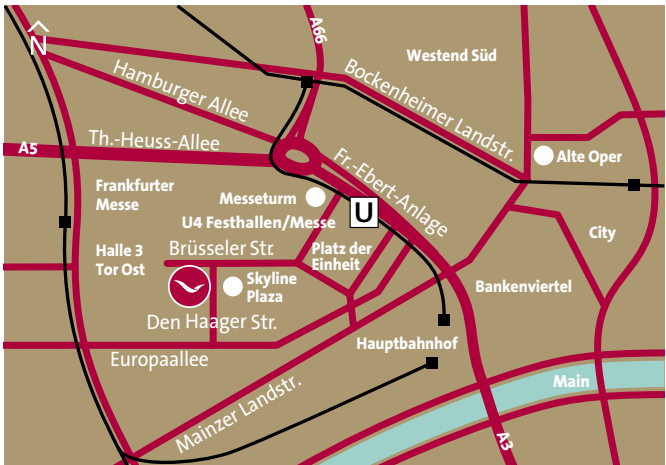 N
A66
Westend Süd
Hamburger Allee
Bockenheimer Landstr.
Th.-Heuss-Allee
A5
Fr.-Ebert-Anlage
Alte Oper
Frankfurter
Messe
Messeturm
U
U4 Festhallen/Messe
City
Halle 3
Tor Ost
Brüsseler Str.
Platz der
Einheit
Skyline
Plaza
Bankenviertel
Den Haager Str.
Hauptbahnhof
Europaallee
Main
Mainzer Landstr.
A3